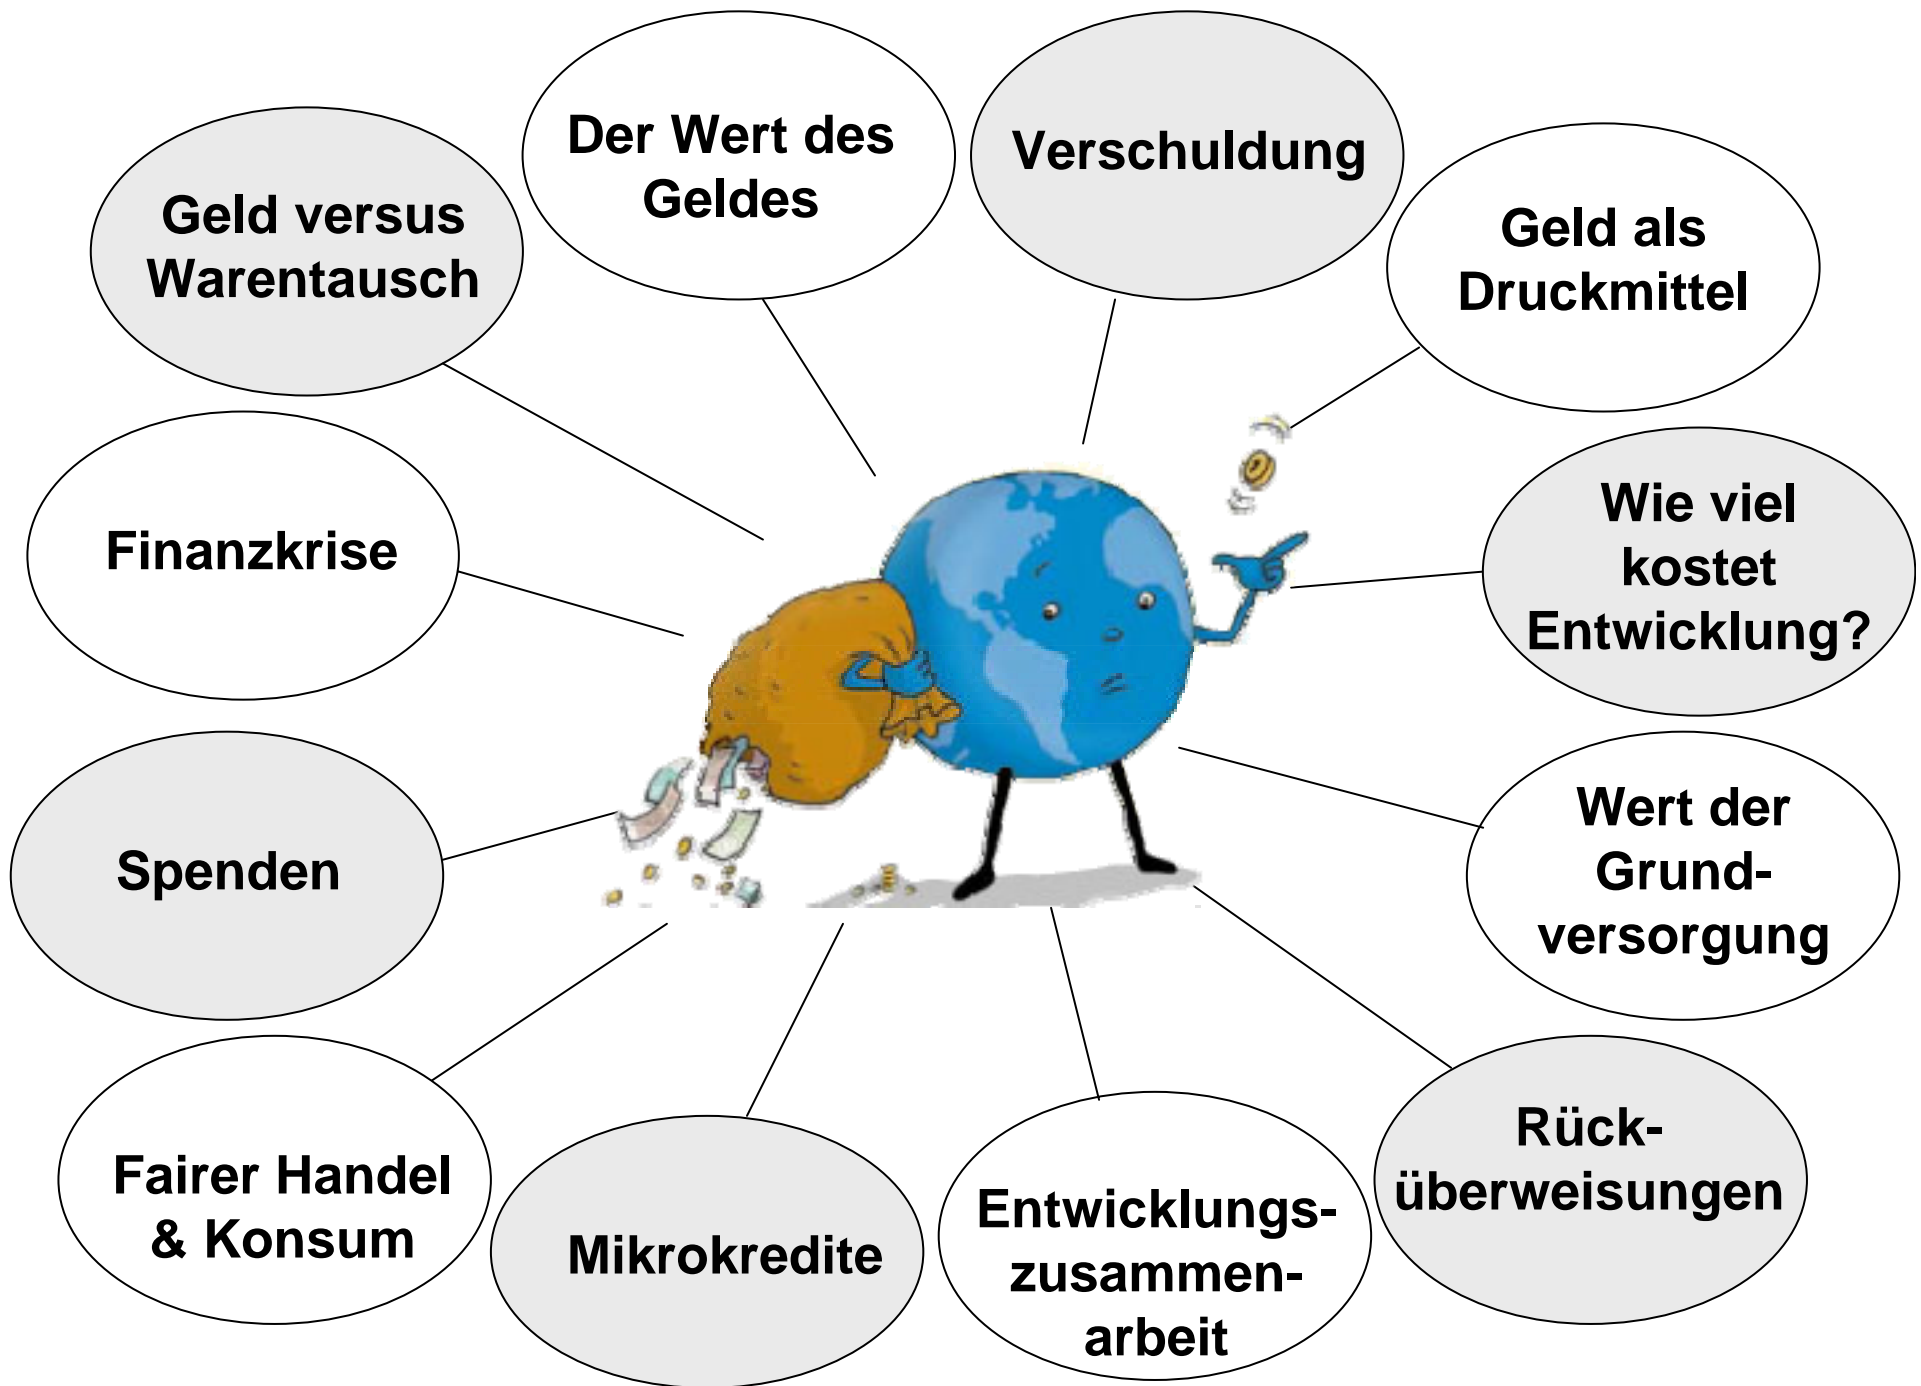 Der Wert des
Geldes
Verschuldung
Geld versus
Warentausch
Geld als
Druckmittel
Finanzkrise
Wie viel
kostet
Entwicklung?
Spenden
Wert der
Grund-
versorgung
Fairer Handel
& Konsum
Mikrokredite
Entwicklungs-
zusammen-
arbeit
Rück-
überweisungen